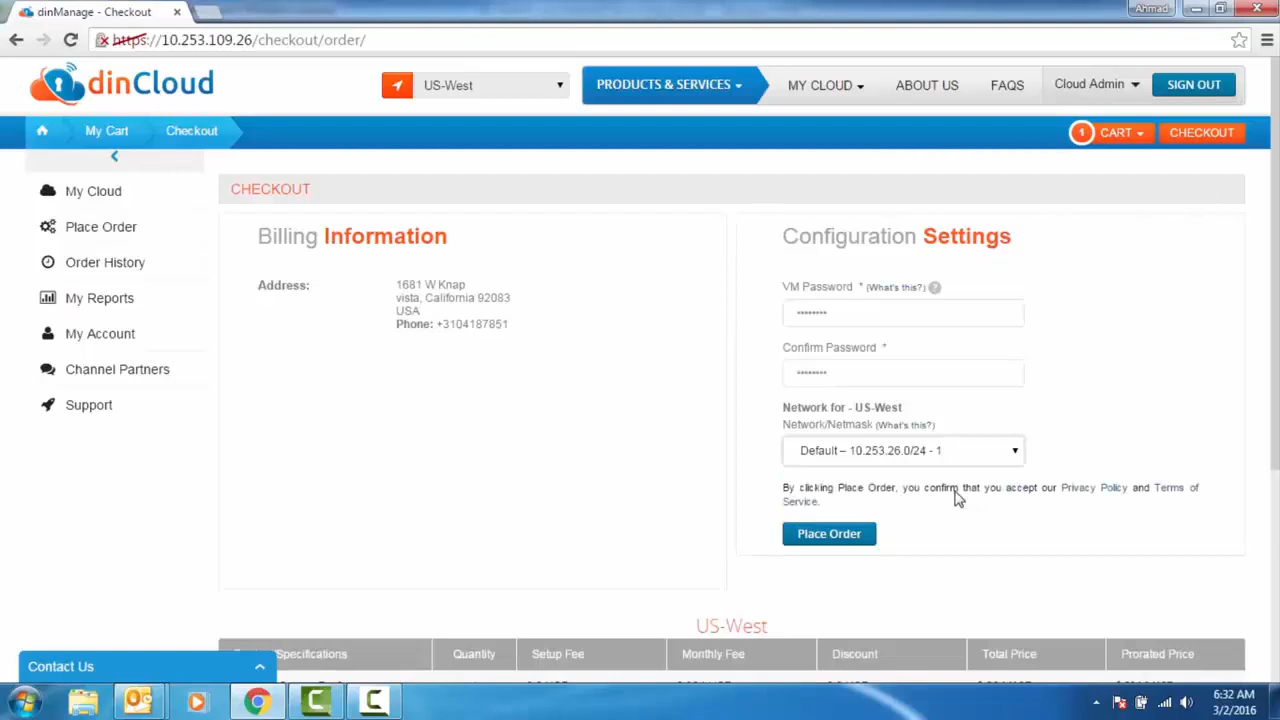 dinManage - Checkout
Ahmad
https://10.253.109.26/checkout/order/
dinCloud
US-West
PRODUCTS & SERVICES
MY CLOUD
ABOUT US
FAQS
Cloud Admin
SIGN OUT
My Cart
Checkout
1
CART
CHECKOUT
My Cloud
Place Order
Order History
My Reports
My Account
Channel Partners
Support
CHECKOUT
Billing Information
Address:
1681 W Knap
vista, California 92083
USA
Phone: +3104187851
Configuration Settings
VM Password * (What's this?) ?
Confirm Password *
Network for - US-West
Network/Netmask (What's this?)
Default – 10.253.26.0/24 - 1
By clicking Place Order, you confirm that you accept our Privacy Policy and Terms of
Service.
Place Order
US-West
Specifications
Quantity
Setup Fee
Monthly Fee
Discount
Total Price
Prorated Price
Contact Us
6:32 AM
3/2/2016